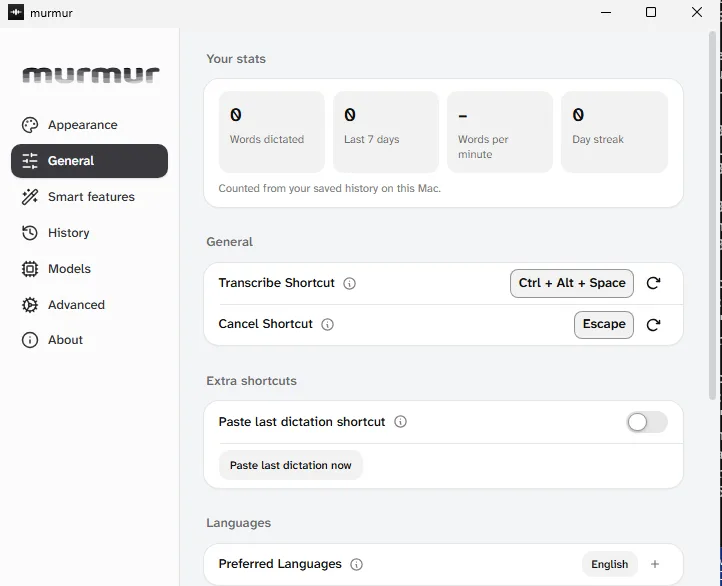 murmur
murmur
Appearance
General
Smart features
History
Models
Advanced
About
Your stats
0
Words dictated
0
Last 7 days
–
Words per
minute
0
Day streak
Counted from your saved history on this Mac.
General
Transcribe Shortcut
Ctrl + Alt + Space
Cancel Shortcut
Escape
Extra shortcuts
Paste last dictation shortcut
Paste last dictation now
Languages
Preferred Languages
English
+